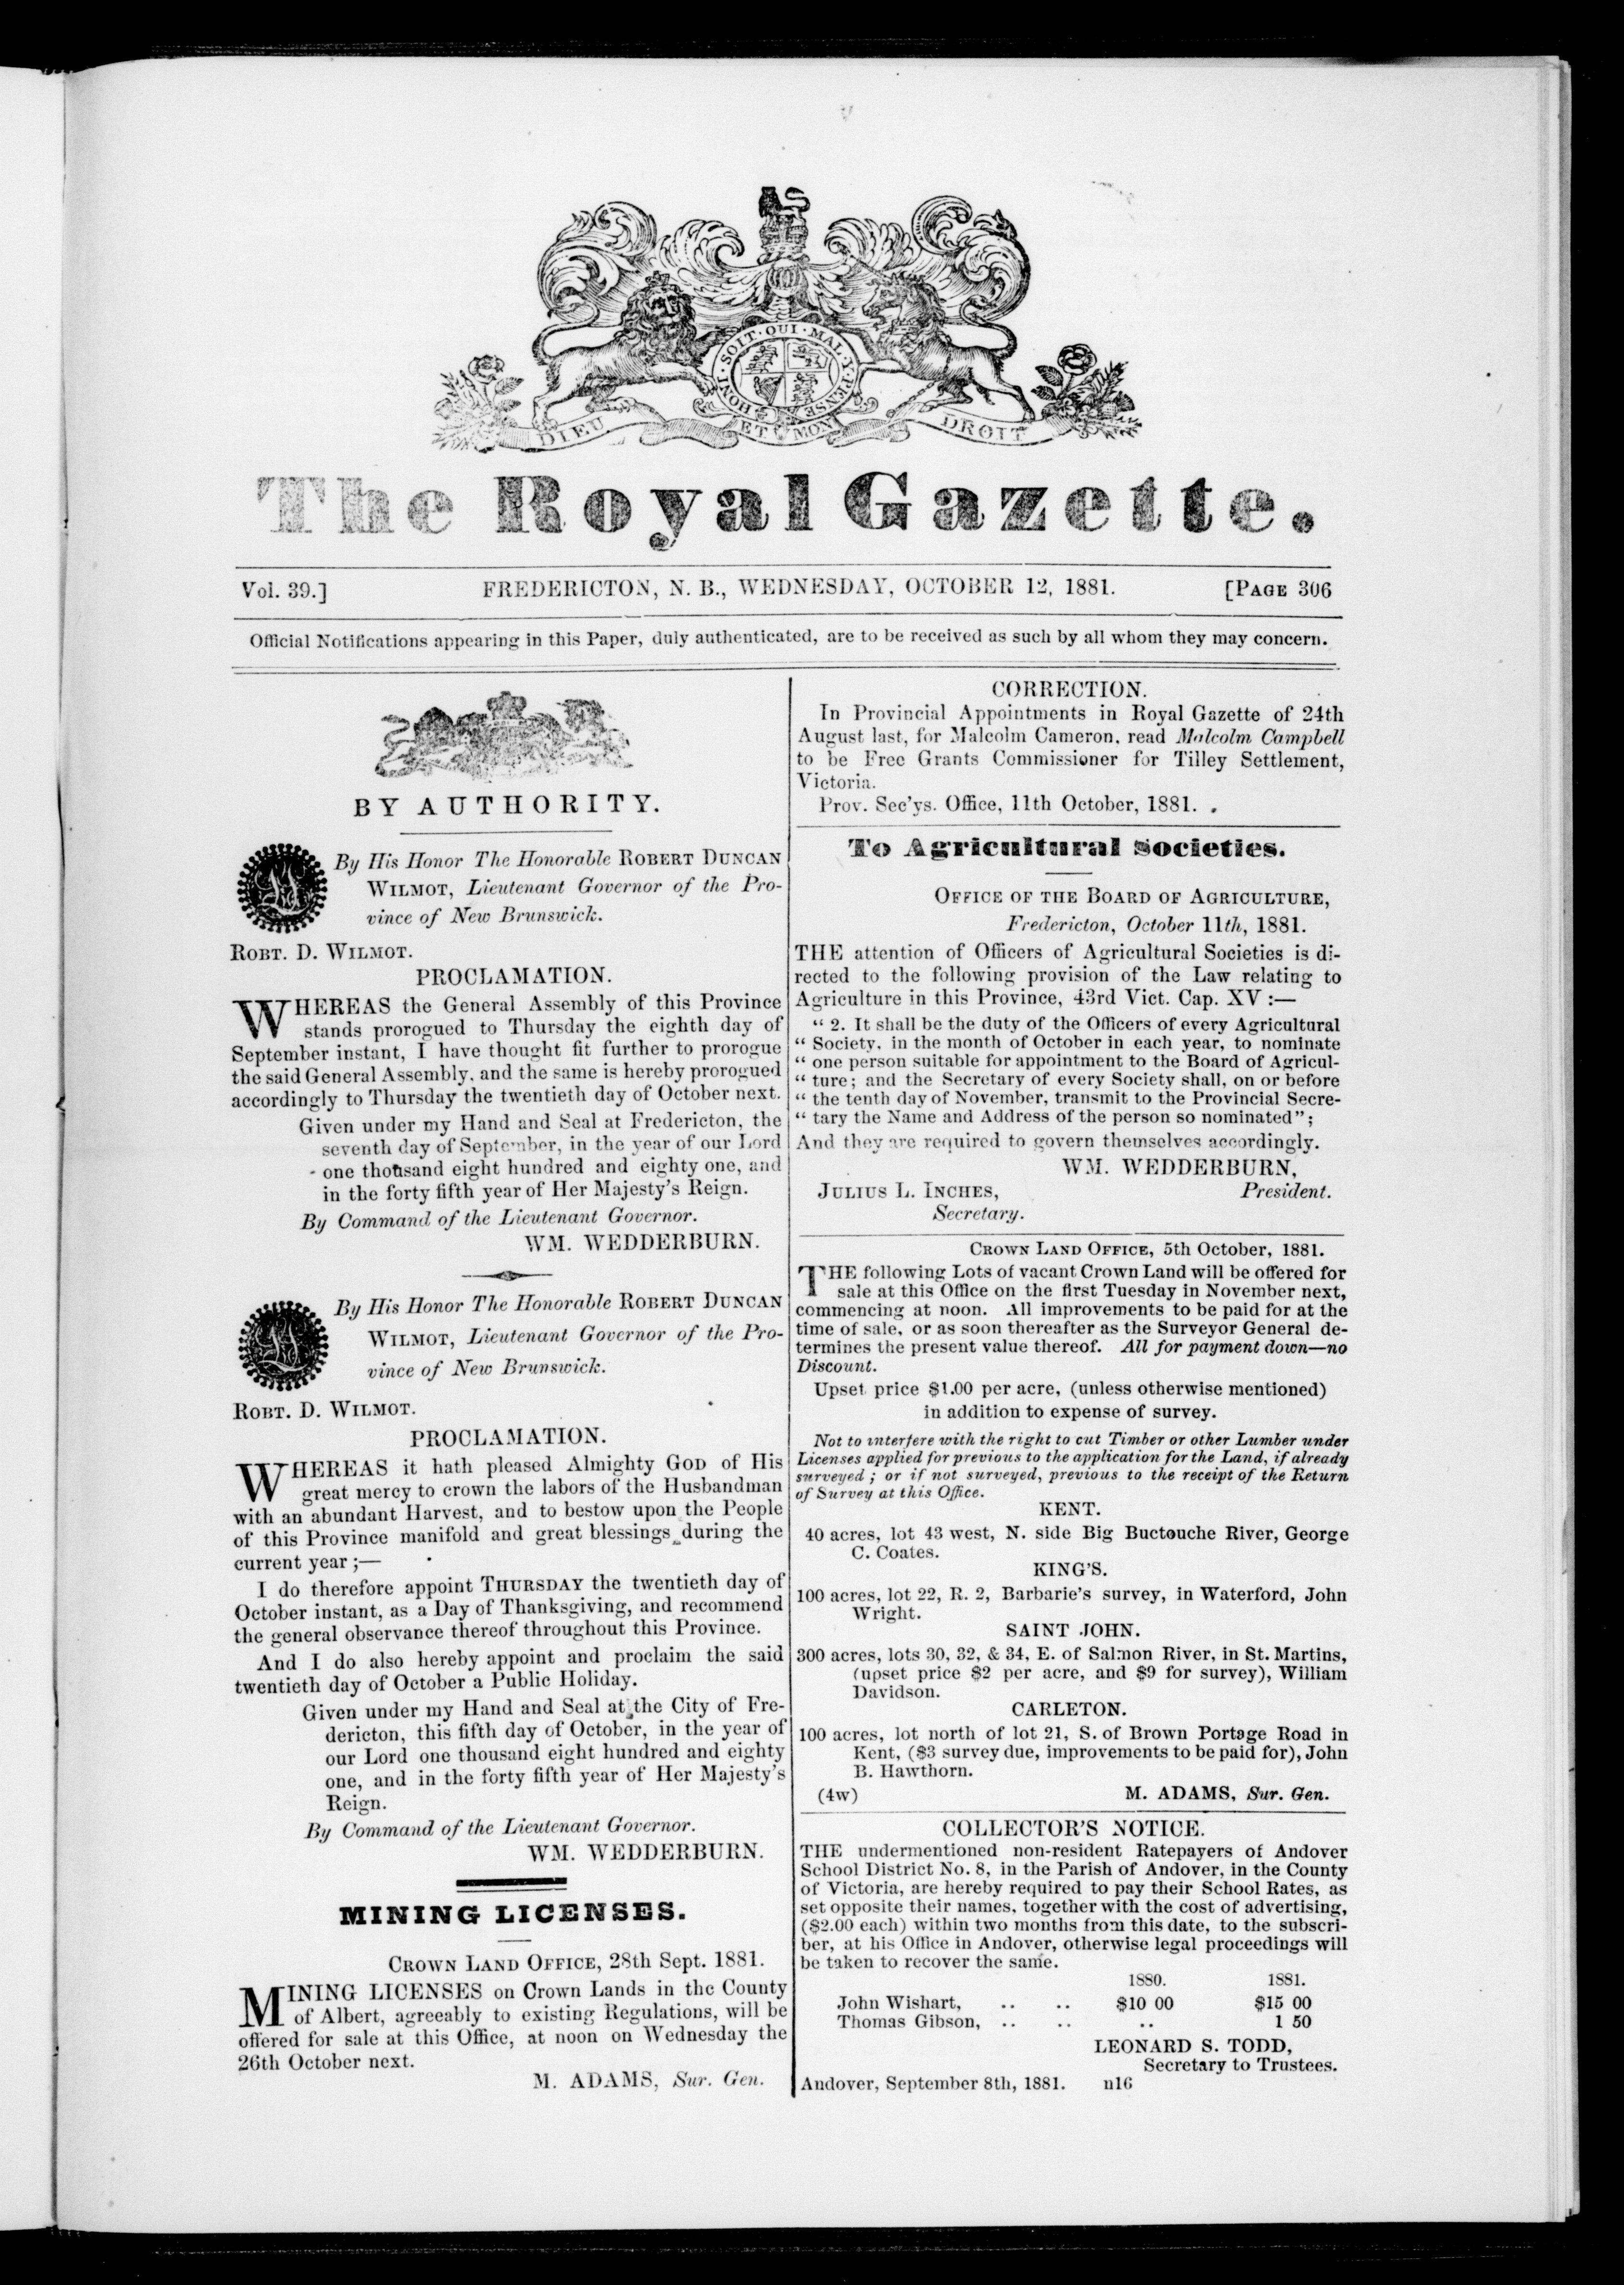 HONI · SOIT · QUI · MAL · Y · PENSE
DIEU ET MON DROIT
The Royal Gazette.
Vol. 39.] FREDERICTON, N. B., WEDNESDAY, OCTOBER 12, 1881. [PAGE 306
Official Notifications appearing in this Paper, duly authenticated, are to be received as such by all whom they may concern.
BY AUTHORITY.
By His Honor The Honorable ROBERT DUNCAN
WILMOT, Lieutenant Governor of the Pro-
vince of New Brunswick.
ROBT. D. WILMOT.
PROCLAMATION.
WHEREAS the General Assembly of this Province
stands prorogued to Thursday the eighth day of
September instant, I have thought fit further to prorogue
the said General Assembly, and the same is hereby prorogued
accordingly to Thursday the twentieth day of October next.
Given under my Hand and Seal at Fredericton, the
seventh day of September, in the year of our Lord
one thousand eight hundred and eighty one, and
in the forty fifth year of Her Majesty's Reign.
By Command of the Lieutenant Governor.
WM. WEDDERBURN.
By His Honor The Honorable ROBERT DUNCAN
WILMOT, Lieutenant Governor of the Pro-
vince of New Brunswick.
ROBT. D. WILMOT.
PROCLAMATION.
WHEREAS it hath pleased Almighty GOD of His
great mercy to crown the labors of the Husbandman
with an abundant Harvest, and to bestow upon the People
of this Province manifold and great blessings during the
current year ;—
I do therefore appoint THURSDAY the twentieth day of
October instant, as a Day of Thanksgiving, and recommend
the general observance thereof throughout this Province.
And I do also hereby appoint and proclaim the said
twentieth day of October a Public Holiday.
Given under my Hand and Seal at the City of Fre-
dericton, this fifth day of October, in the year of
our Lord one thousand eight hundred and eighty
one, and in the forty fifth year of Her Majesty's
Reign.
By Command of the Lieutenant Governor.
WM. WEDDERBURN.
MINING LICENSES.
CROWN LAND OFFICE, 28th Sept. 1881.
MINING LICENSES on Crown Lands in the County
of Albert, agreeably to existing Regulations, will be
offered for sale at this Office, at noon on Wednesday the
26th October next.
M. ADAMS, Sur. Gen.
CORRECTION.
In Provincial Appointments in Royal Gazette of 24th
August last, for Malcolm Cameron, read Malcolm Campbell
to be Free Grants Commissioner for Tilley Settlement,
Victoria.
Prov. Sec'ys. Office, 11th October, 1881.
To Agricultural Societies.
OFFICE OF THE BOARD OF AGRICULTURE,
Fredericton, October 11th, 1881.
THE attention of Officers of Agricultural Societies is di-
rected to the following provision of the Law relating to
Agriculture in this Province, 43rd Vict. Cap. XV :—
" 2. It shall be the duty of the Officers of every Agricultural
" Society, in the month of October in each year, to nominate
" one person suitable for appointment to the Board of Agricul-
" ture; and the Secretary of every Society shall, on or before
" the tenth day of November, transmit to the Provincial Secre-
" tary the Name and Address of the person so nominated";
And they are required to govern themselves accordingly.
WM. WEDDERBURN,
JULIUS L. INCHES, President.
Secretary.
CROWN LAND OFFICE, 5th October, 1881.
THE following Lots of vacant Crown Land will be offered for
sale at this Office on the first Tuesday in November next,
commencing at noon. All improvements to be paid for at the
time of sale, or as soon thereafter as the Surveyor General de-
termines the present value thereof. All for payment down—no
Discount.
Upset price $1.00 per acre, (unless otherwise mentioned)
in addition to expense of survey.
Not to interfere with the right to cut Timber or other Lumber under
Licenses applied for previous to the application for the Land, if already
surveyed ; or if not surveyed, previous to the receipt of the Return
of Survey at this Office.
KENT.
40 acres, lot 43 west, N. side Big Buctouche River, George
C. Coates.
KING'S.
100 acres, lot 22, R. 2, Barbarie's survey, in Waterford, John
Wright.
SAINT JOHN.
300 acres, lots 30, 32, & 34, E. of Salmon River, in St. Martins,
(upset price $2 per acre, and $9 for survey), William
Davidson.
CARLETON.
100 acres, lot north of lot 21, S. of Brown Portage Road in
Kent, ($3 survey due, improvements to be paid for), John
B. Hawthorn.
(4w) M. ADAMS, Sur. Gen.
COLLECTOR'S NOTICE.
THE undermentioned non-resident Ratepayers of Andover
School District No. 8, in the Parish of Andover, in the County
of Victoria, are hereby required to pay their School Rates, as
set opposite their names, together with the cost of advertising,
($2.00 each) within two months from this date, to the subscri-
ber, at his Office in Andover, otherwise legal proceedings will
be taken to recover the same.
1880. 1881.
John Wishart, .. .. $10 00 $15 00
Thomas Gibson, .. .. .. 1 50
LEONARD S. TODD,
Secretary to Trustees.
Andover, September 8th, 1881. n16